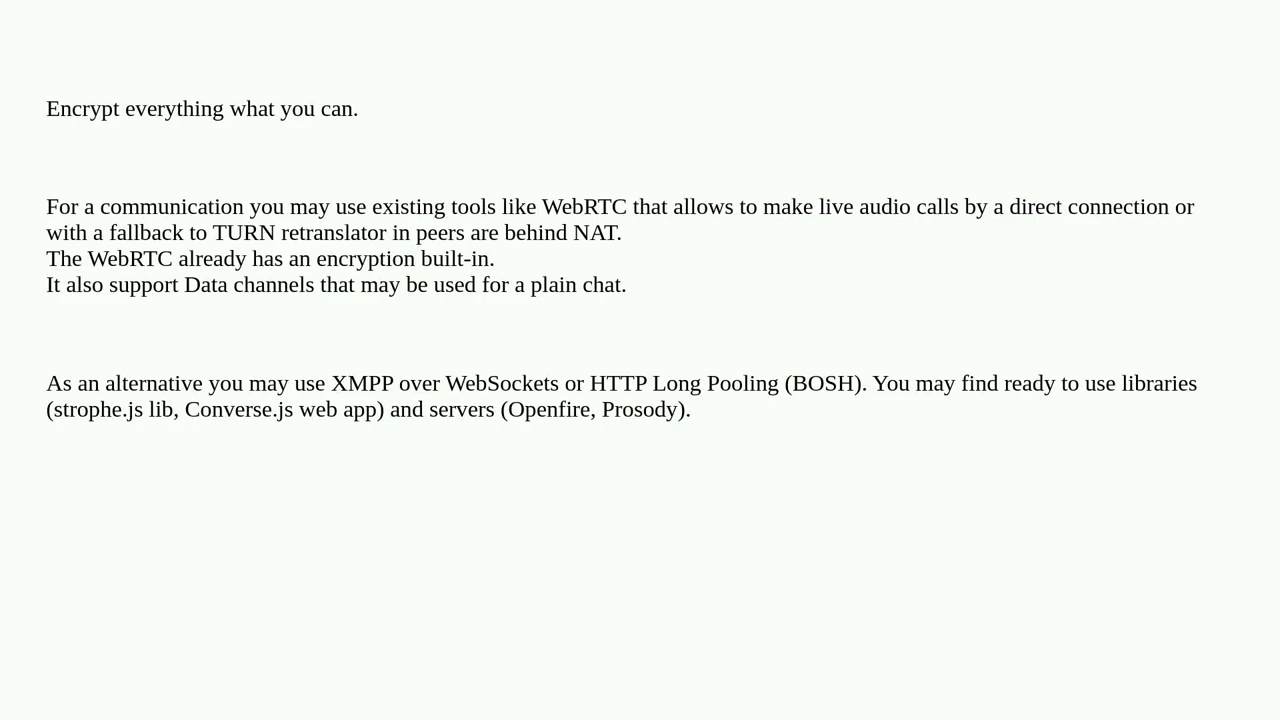 Encrypt everything what you can.
For a communication you may use existing tools like WebRTC that allows to make live audio calls by a direct connection or
with a fallback to TURN retranslator in peers are behind NAT.
The WebRTC already has an encryption built-in.
It also support Data channels that may be used for a plain chat.
As an alternative you may use XMPP over WebSockets or HTTP Long Pooling (BOSH). You may find ready to use libraries
(strophe.js lib, Converse.js web app) and servers (Openfire, Prosody).